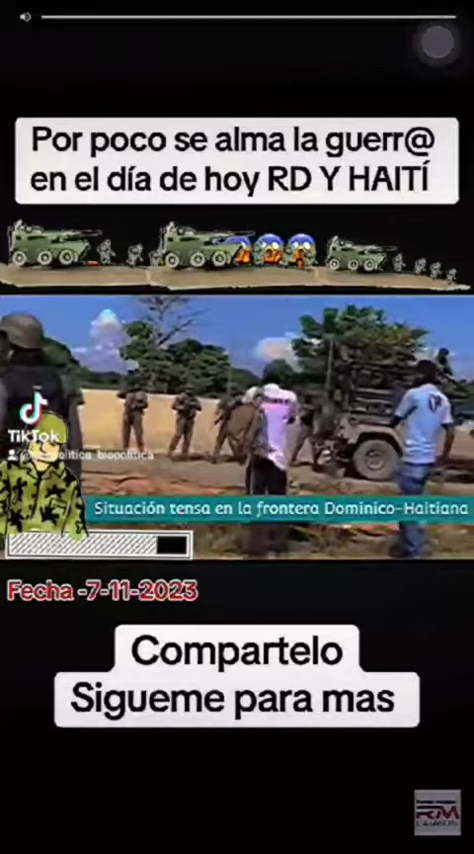 Por poco se alma la guerr@
en el día de hoy RD Y HAITÍ
TikTok
Situación tensa en la frontera Dominico-Haitiana
Fecha -7-11-2023
Compartelo
Sigueme para mas
RM